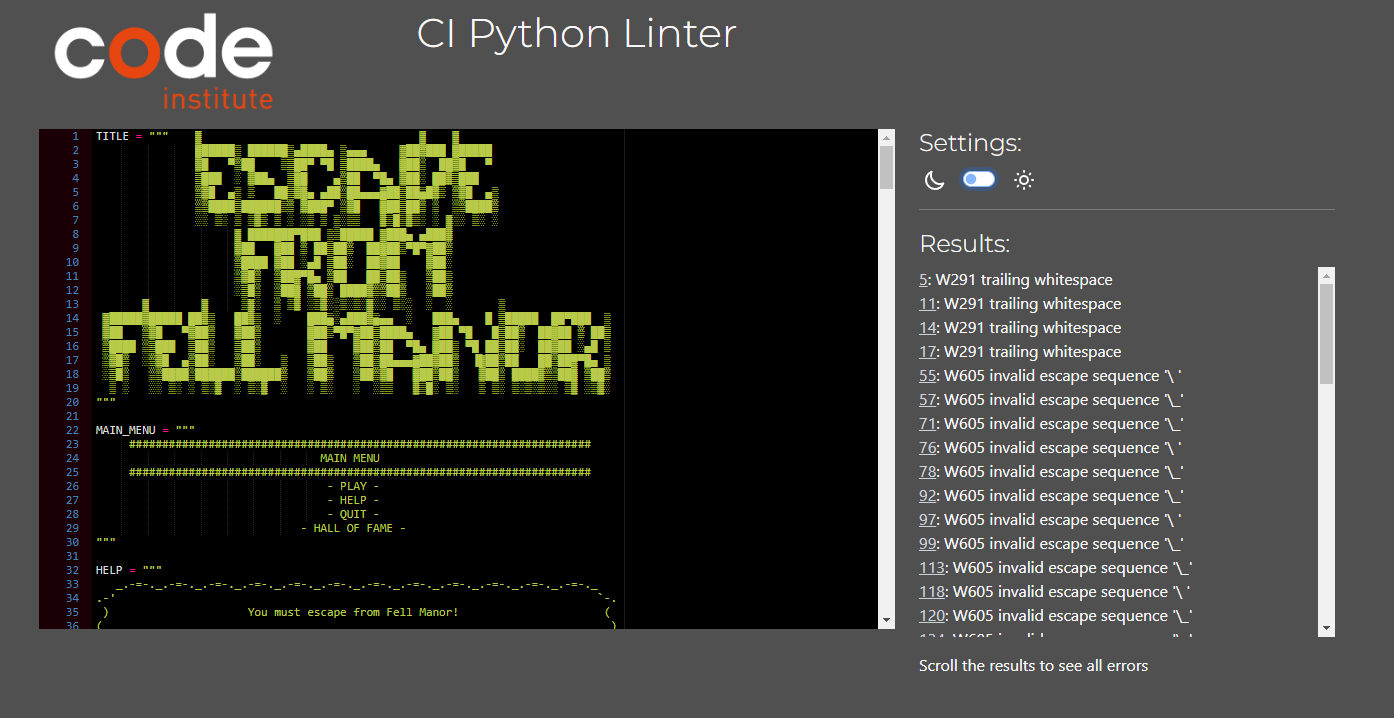 code
institute
CI Python Linter
1 TITLE = """
2
3
4
5
6
7
8
9
10
11
12
13
14
15
16
17
18
19
20 """
21
22 MAIN_MENU = """
23 ######################################################################
24 MAIN MENU
25 ######################################################################
26 - PLAY -
27 - HELP -
28 - QUIT -
29 - HALL OF FAME -
30 """
31
32 HELP = """
33 _.-=-._.-=-._.-=-._.-=-._.-=-._.-=-._.-=-._.-=-._.-=-._.-=-._.-=-._.-=-._
34 .-' `-.
35 ) You must escape from Fell Manor! (
36 ( )
Settings:
Results:
5: W291 trailing whitespace
11: W291 trailing whitespace
14: W291 trailing whitespace
17: W291 trailing whitespace
55: W605 invalid escape sequence '\ '
57: W605 invalid escape sequence '\_'
71: W605 invalid escape sequence '\_'
76: W605 invalid escape sequence '\ '
78: W605 invalid escape sequence '\_'
92: W605 invalid escape sequence '\_'
97: W605 invalid escape sequence '\ '
99: W605 invalid escape sequence '\_'
113: W605 invalid escape sequence '\_'
118: W605 invalid escape sequence '\ '
120: W605 invalid escape sequence '\_'
134: W605 invalid escape sequence '\_'
Scroll the results to see all errors